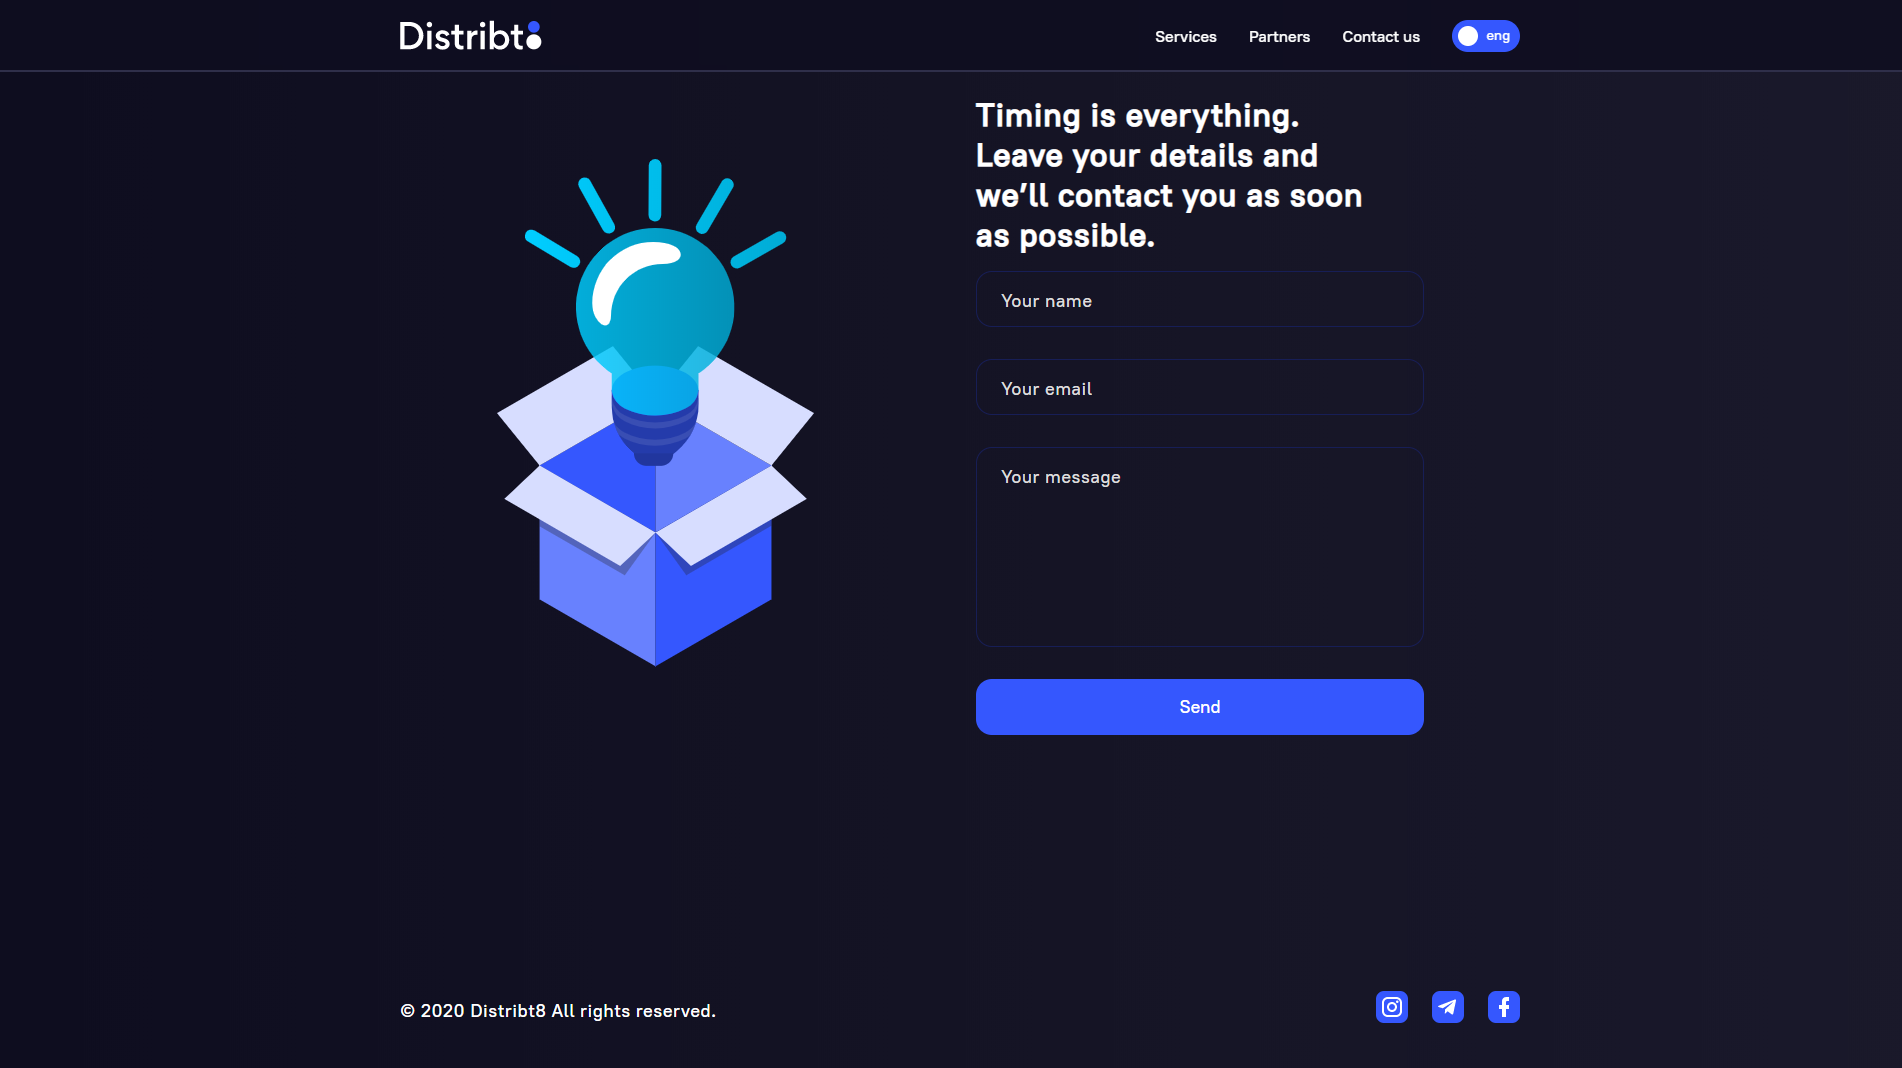 Distribt8
Services
Partners
Contact us
eng
Timing is everything.
Leave your details and
we’ll contact you as soon
as possible.
Your name
Your email
Your message
Send
© 2020 Distribt8 All rights reserved.